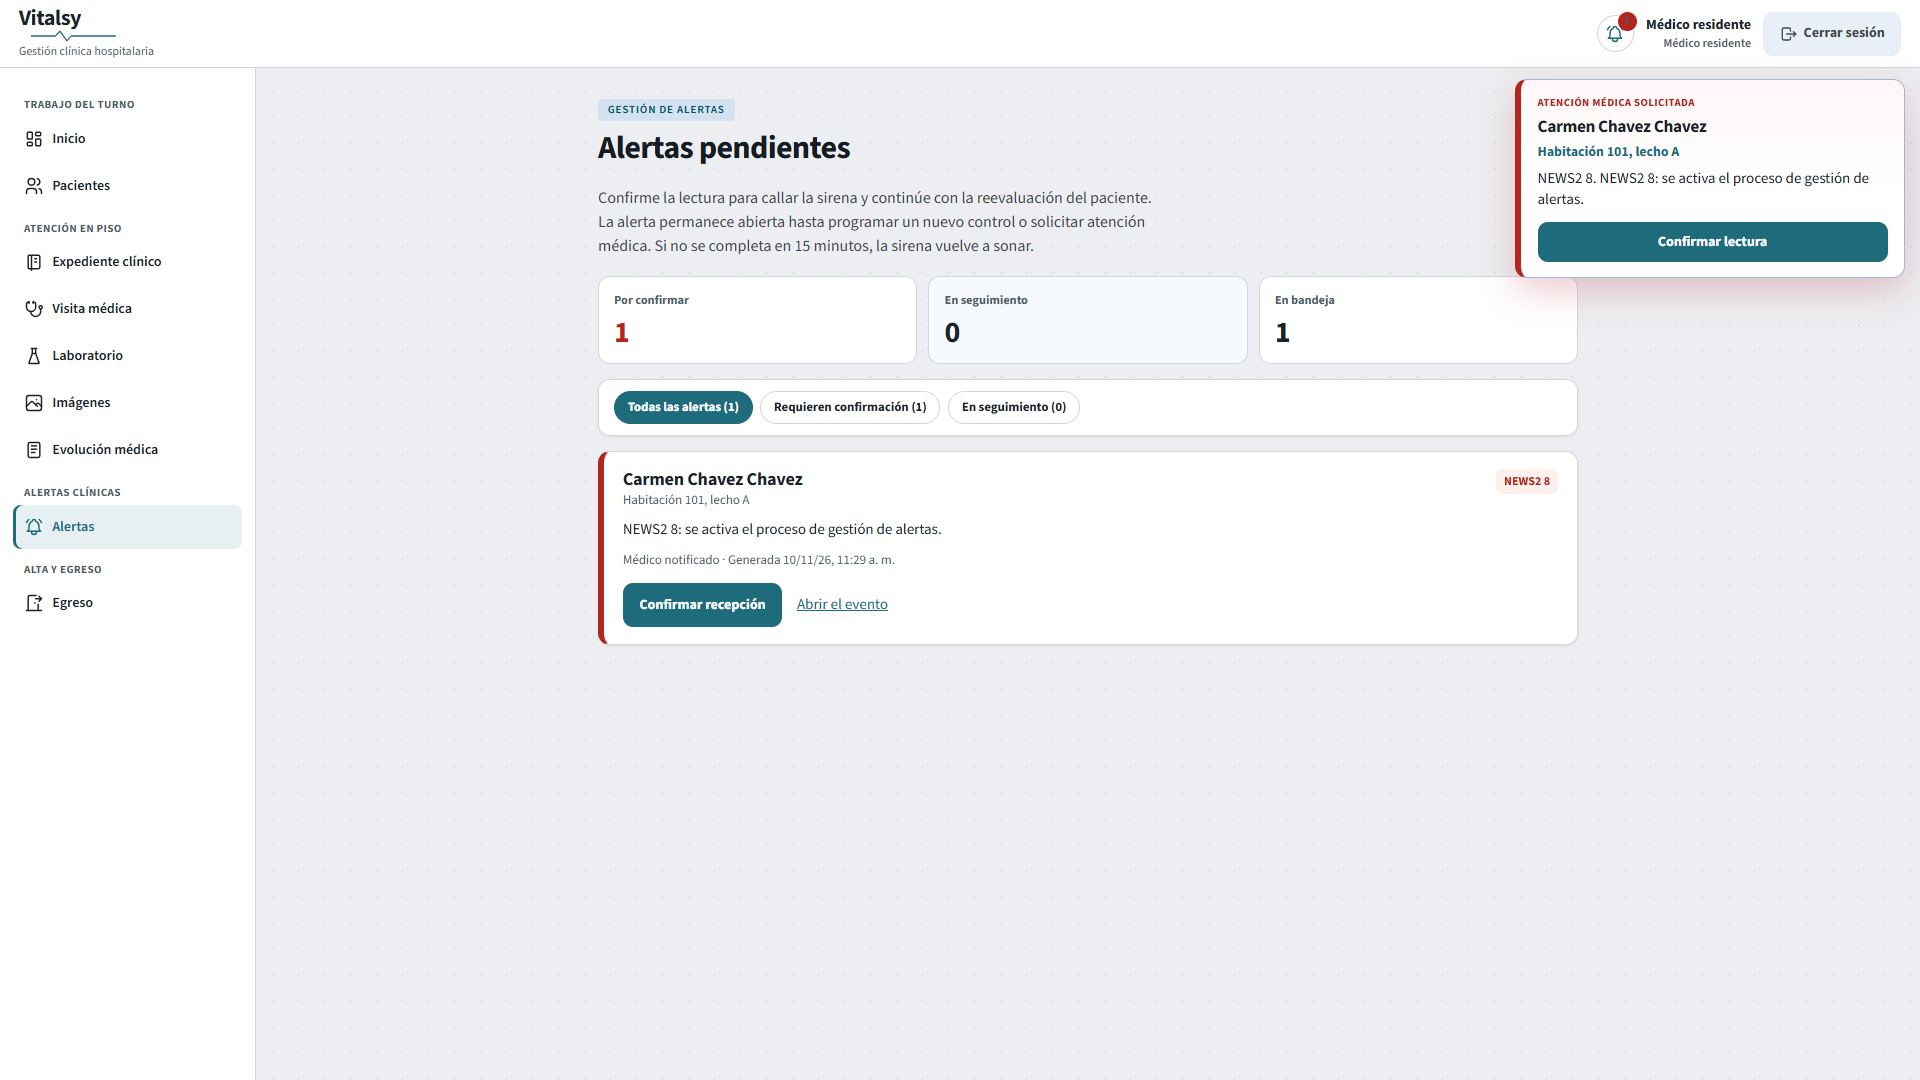 Vitalsy
Gestión clínica hospitalaria
Médico residente
Médico residente
Cerrar sesión
TRABAJO DEL TURNO
Inicio
Pacientes
ATENCIÓN EN PISO
Expediente clínico
Visita médica
Laboratorio
Imágenes
Evolución médica
ALERTAS CLÍNICAS
Alertas
ALTA Y EGRESO
Egreso
GESTIÓN DE ALERTAS
Alertas pendientes
Confirme la lectura para callar la sirena y continúe con la reevaluación del paciente.
La alerta permanece abierta hasta programar un nuevo control o solicitar atención
médica. Si no se completa en 15 minutos, la sirena vuelve a sonar.
Por confirmar
1
En seguimiento
0
En bandeja
1
Todas las alertas (1)
Requieren confirmación (1)
En seguimiento (0)
Carmen Chavez Chavez
NEWS2 8
Habitación 101, lecho A
NEWS2 8: se activa el proceso de gestión de alertas.
Médico notificado · Generada 10/11/26, 11:29 a. m.
Confirmar recepción
Abrir el evento
ATENCIÓN MÉDICA SOLICITADA
Carmen Chavez Chavez
Habitación 101, lecho A
NEWS2 8. NEWS2 8: se activa el proceso de gestión de
alertas.
Confirmar lectura